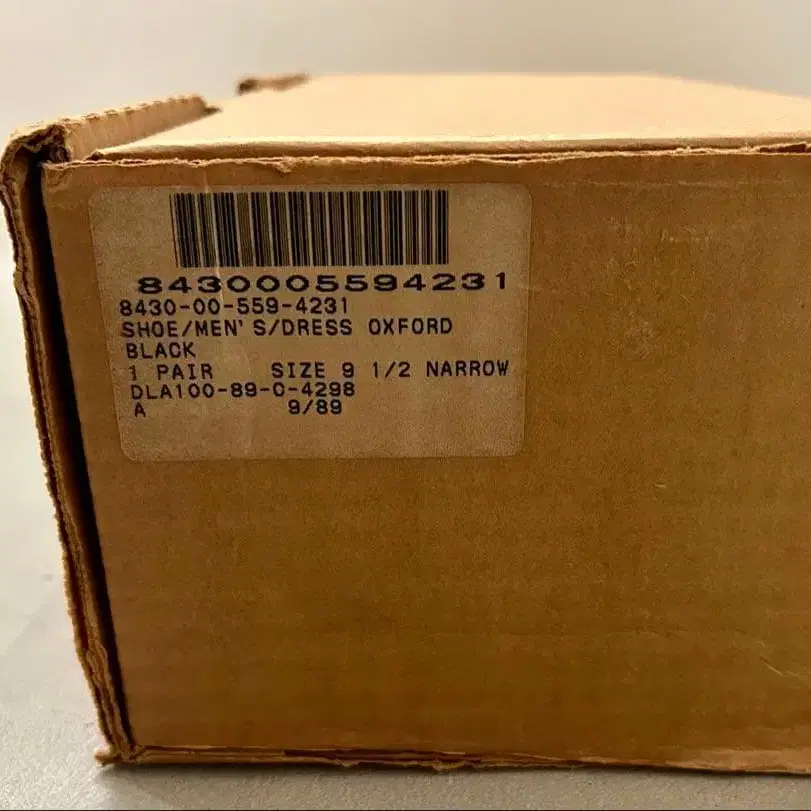 8430005594231
8430-00-559-4231
SHOE/MEN'S/DRESS OXFORD
BLACK
1 PAIR SIZE 9 1/2 NARROW
DLA100-89-C-4298
A 9/89